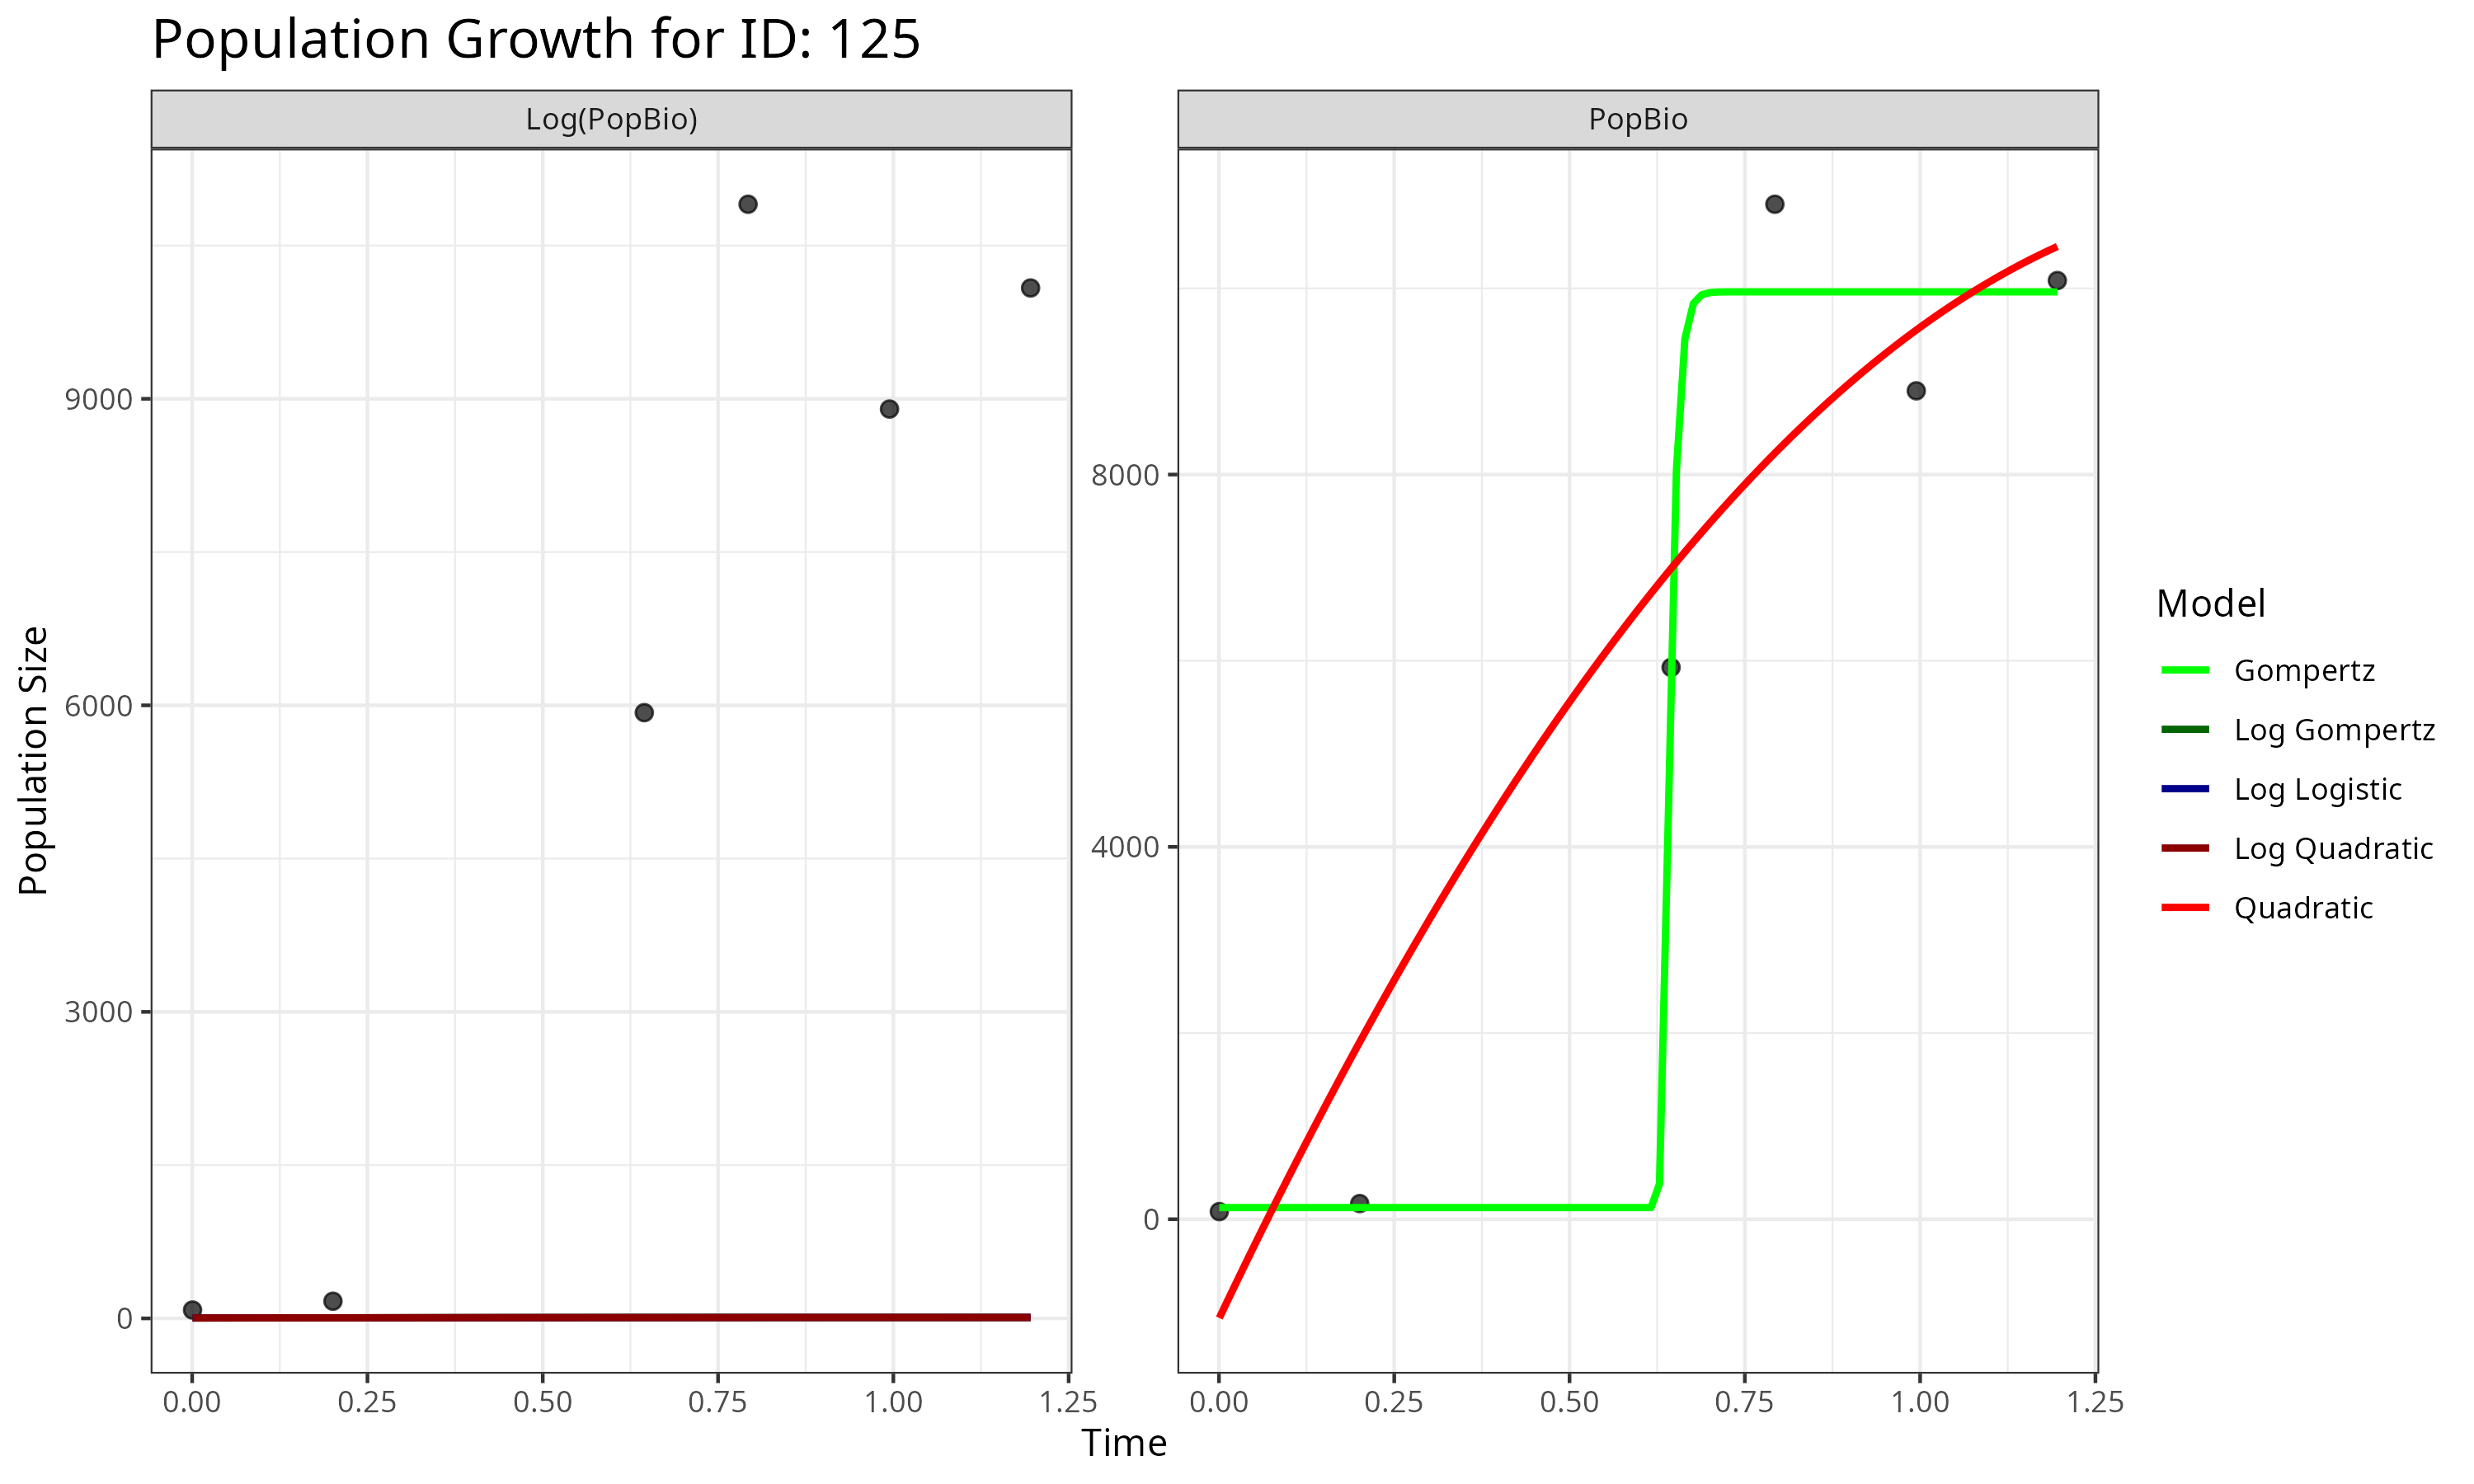 Population Growth for ID: 125
Log(PopBio)
PopBio
Population Size
9000
6000
3000
0
8000
4000
0
0.00 0.25 0.50 0.75 1.00 1.25
0.00 0.25 0.50 0.75 1.00 1.25
Time
Model
Gompertz
Log Gompertz
Log Logistic
Log Quadratic
Quadratic